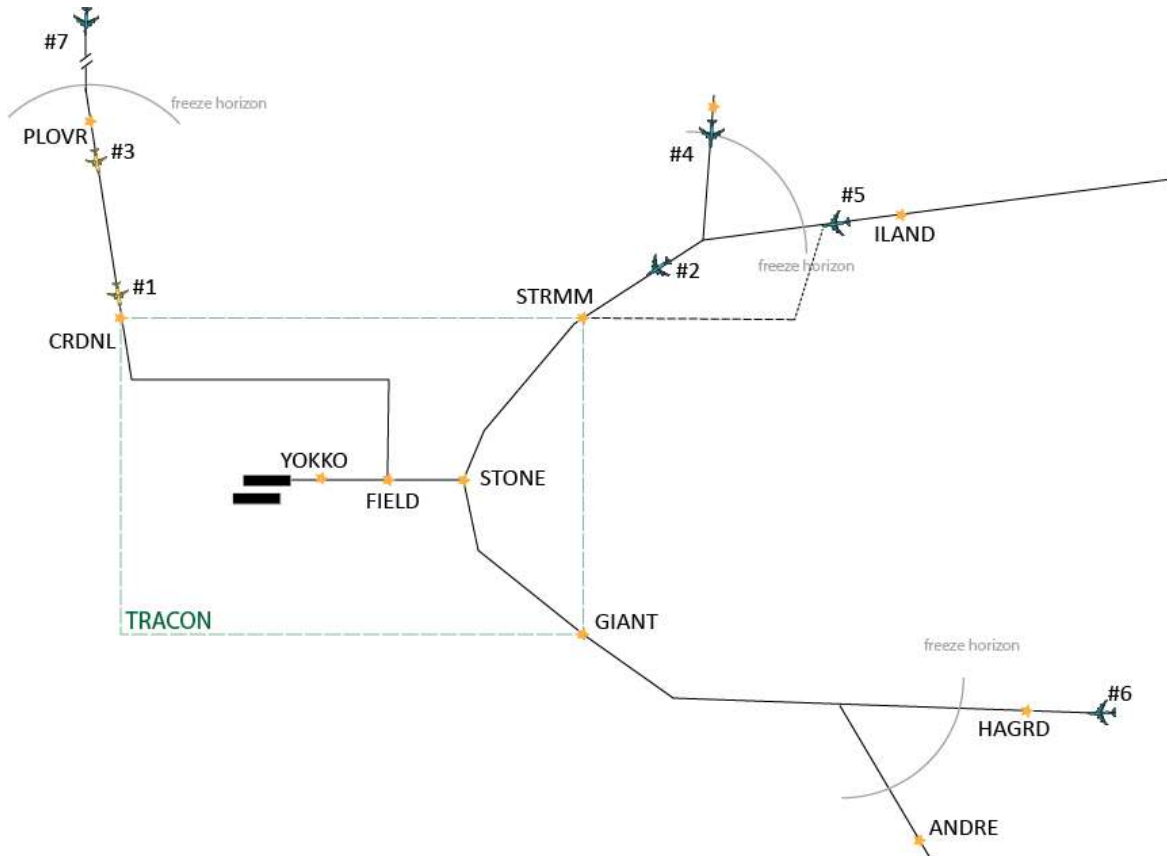 #7
freeze horizon
PLOVR
#3
#4
#5
ILAND
freeze horizon
#2
#1
STRMM
CRDNL
YOKKO
STONE
FIELD
TRACON
GIANT
freeze horizon
#6
HAGRD
ANDRE